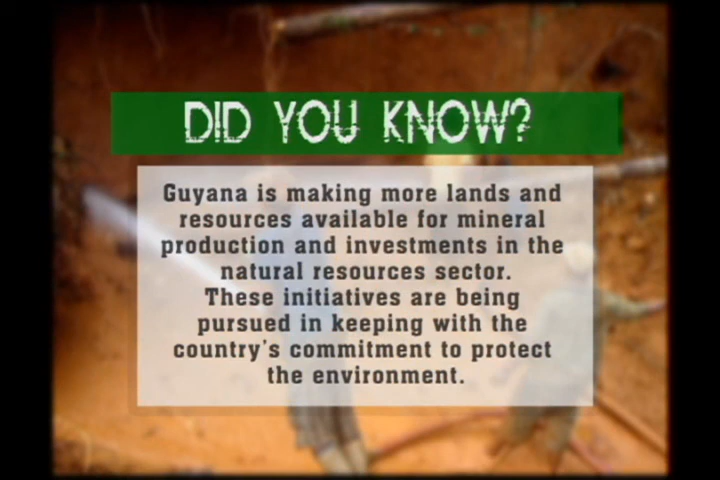 DID YOU KNOW?
Guyana is making more lands and
resources available for mineral
production and investments in the
natural resources sector.
These initiatives are being
pursued in keeping with the
country's commitment to protect
the environment.